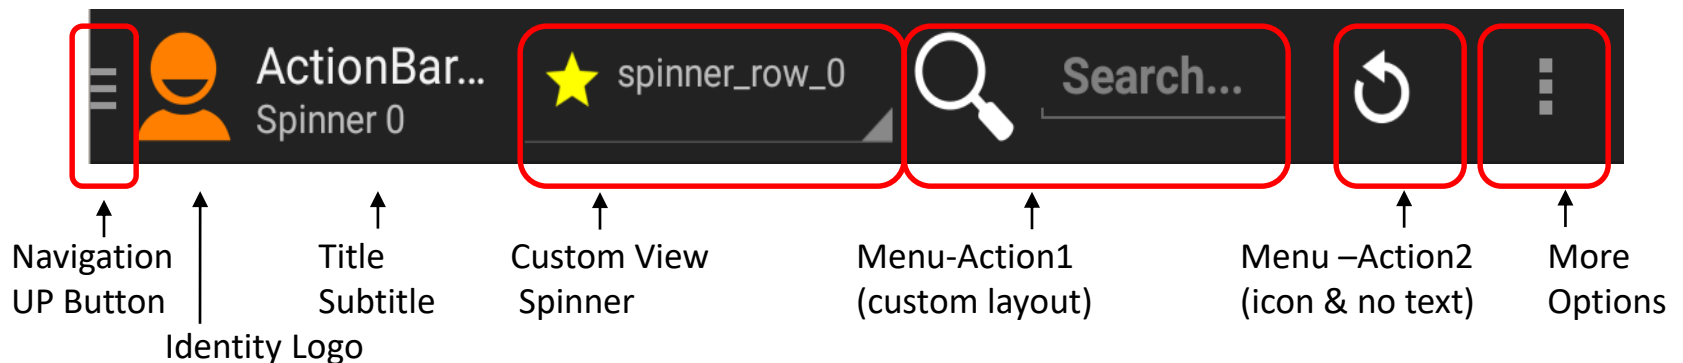 ActionBar...
Spinner 0
spinner_row_0
Search...
Navigation
UP Button
Identity Logo
Title
Subtitle
Custom View
Spinner
Menu-Action1
(custom layout)
Menu –Action2
(icon & no text)
More
Options